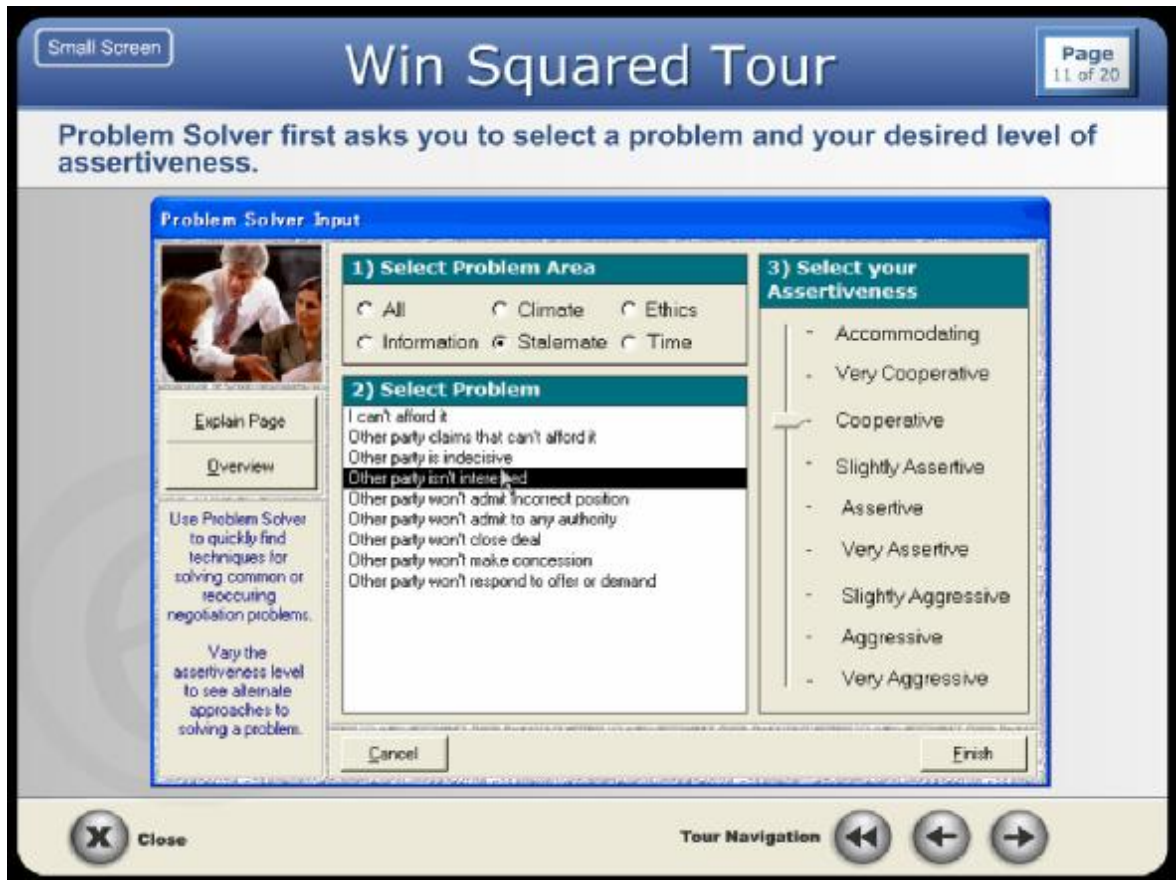 Small Screen
Win Squared Tour
Page
11 of 20
Problem Solver first asks you to select a problem and your desired level of
assertiveness.
Problem Solver Input
1) Select Problem Area
All
Climate
Ethics
Information
Stalemate
Time
2) Select Problem
I can't afford it
Other party claims that can't afford it
Other party is indecisive
Other party isn't interested
Other party won't admit incorrect position
Other party won't admit to any authority
Other party won't close deal
Other party won't make concession
Other party won't respond to offer or demand
3) Select your
Assertiveness
Accommodating
Very Cooperative
Cooperative
Slightly Assertive
Assertive
Very Assertive
Slightly Aggressive
Aggressive
Very Aggressive
Explain Page
Overview
Use Problem Solver
to quickly find
techniques for
solving common or
reoccuring
negotiation problems.
Vary the
assertiveness level
to see alternate
approaches to
solving a problem.
Cancel
Finish
X
Close
Tour Navigation